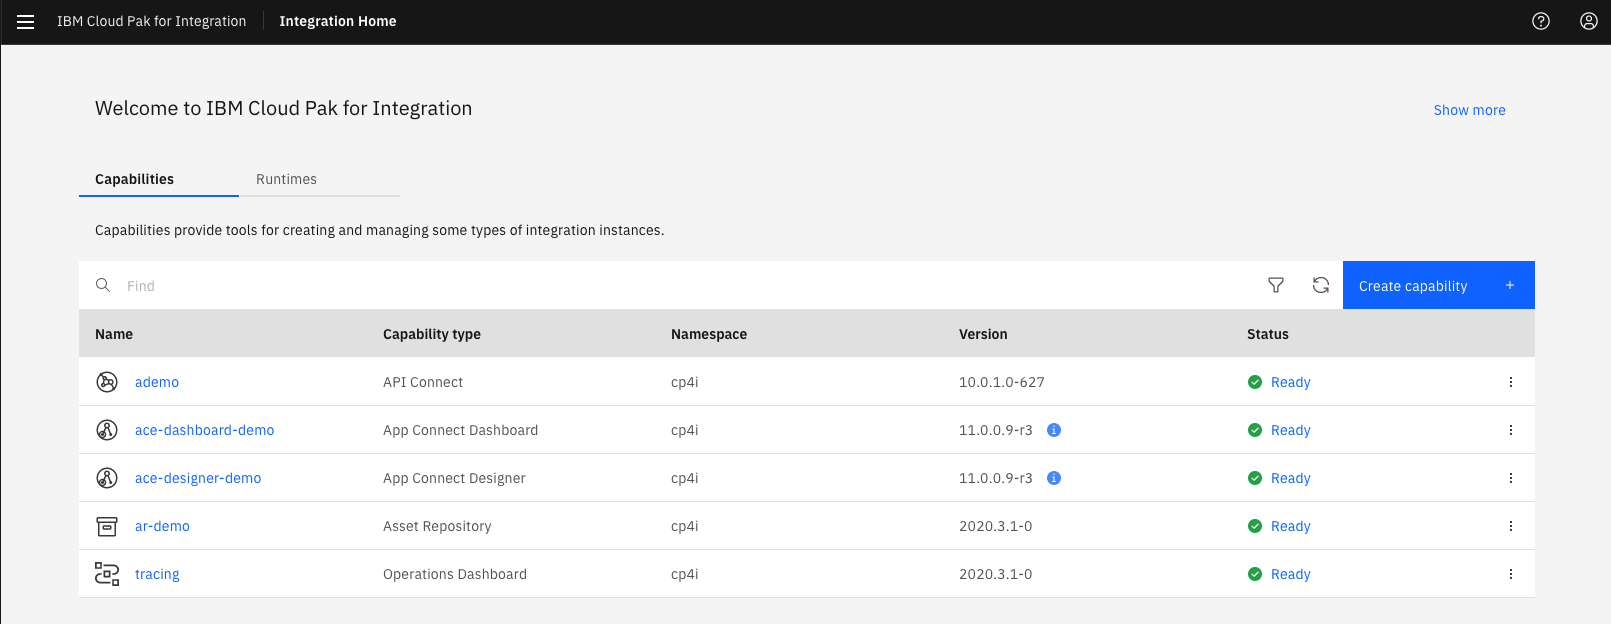 IBM Cloud Pak for Integration Integration Home
Welcome to IBM Cloud Pak for Integration Show more
Capabilities Runtimes
Capabilities provide tools for creating and managing some types of integration instances.
Find Create capability +
Name Capability type Namespace Version Status
ademo API Connect cp4i 10.0.1.0-627 Ready
ace-dashboard-demo App Connect Dashboard cp4i 11.0.0.9-r3 Ready
ace-designer-demo App Connect Designer cp4i 11.0.0.9-r3 Ready
ar-demo Asset Repository cp4i 2020.3.1-0 Ready
tracing Operations Dashboard cp4i 2020.3.1-0 Ready